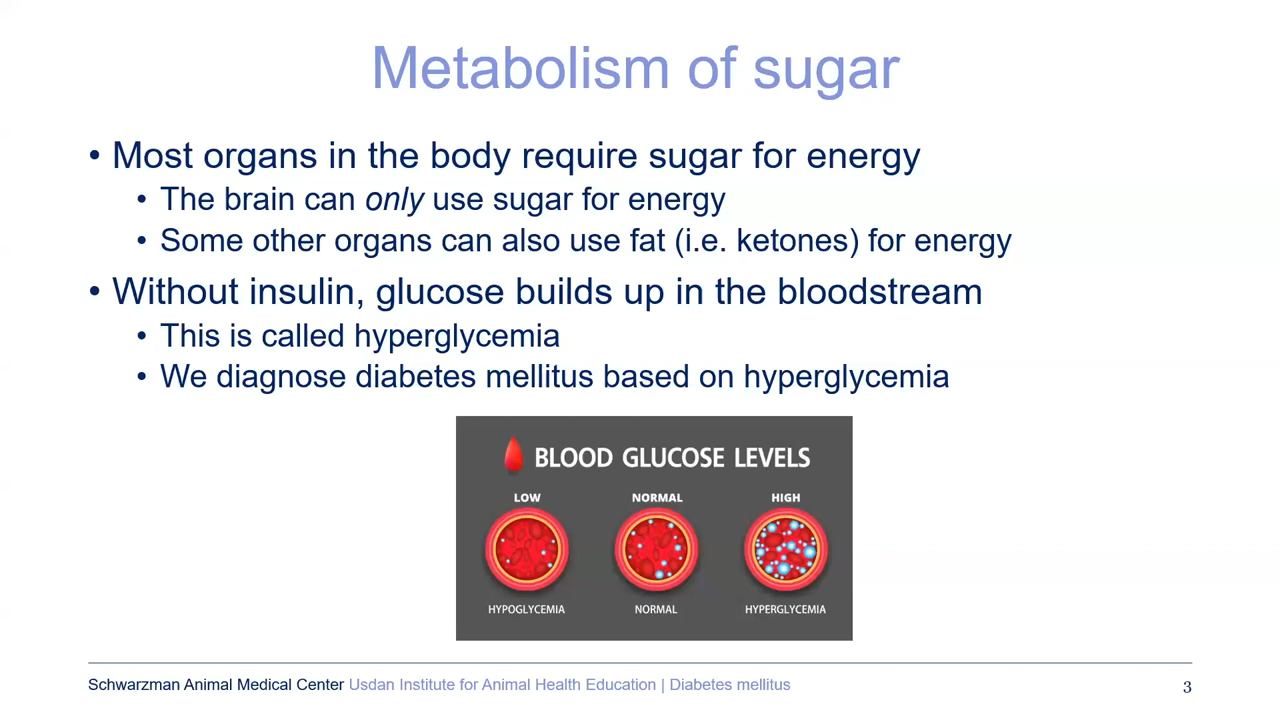 Metabolism of sugar
• Most organs in the body require sugar for energy
• The brain can only use sugar for energy
• Some other organs can also use fat (i.e. ketones) for energy
• Without insulin, glucose builds up in the bloodstream
• This is called hyperglycemia
• We diagnose diabetes mellitus based on hyperglycemia
BLOOD GLUCOSE LEVELS
LOW NORMAL HIGH
HYPOGLYCEMIA NORMAL HYPERGLYCEMIA
Schwarzman Animal Medical Center Usdan Institute for Animal Health Education | Diabetes mellitus 3